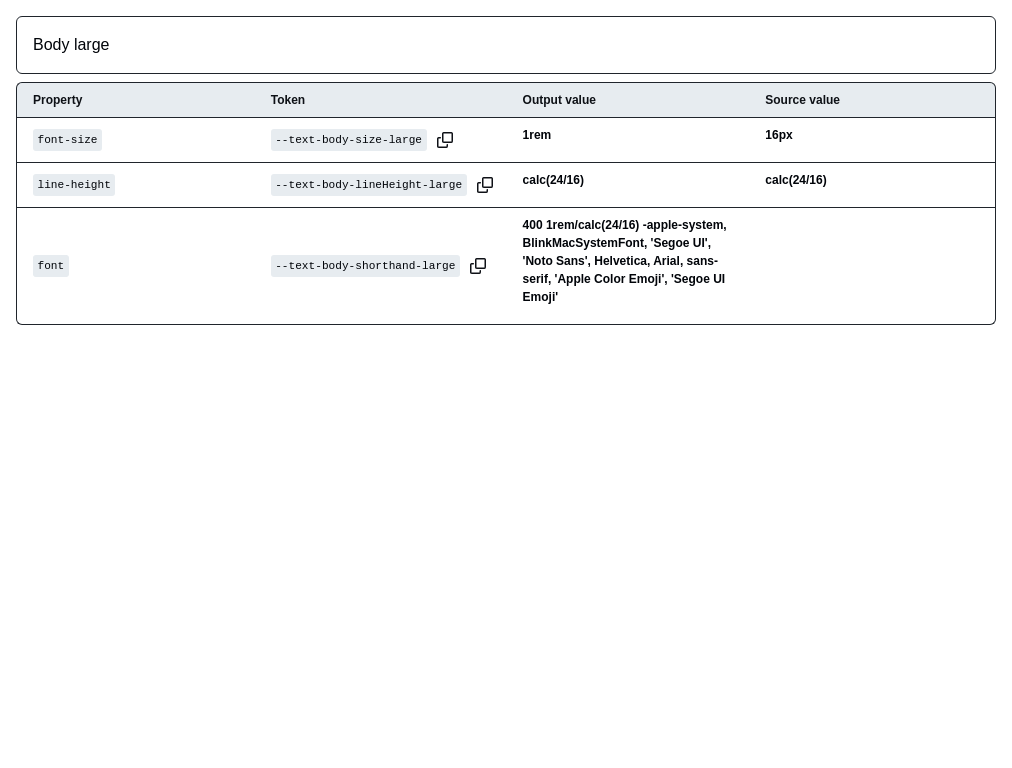 Body large
Property Token Output value Source value
font-size --text-body-size-large 1rem 16px
line-height --text-body-lineHeight-large calc(24/16) calc(24/16)
font --text-body-shorthand-large 400 1rem/calc(24/16) -apple-system,
BlinkMacSystemFont, 'Segoe UI',
'Noto Sans', Helvetica, Arial, sans-
serif, 'Apple Color Emoji', 'Segoe UI
Emoji'